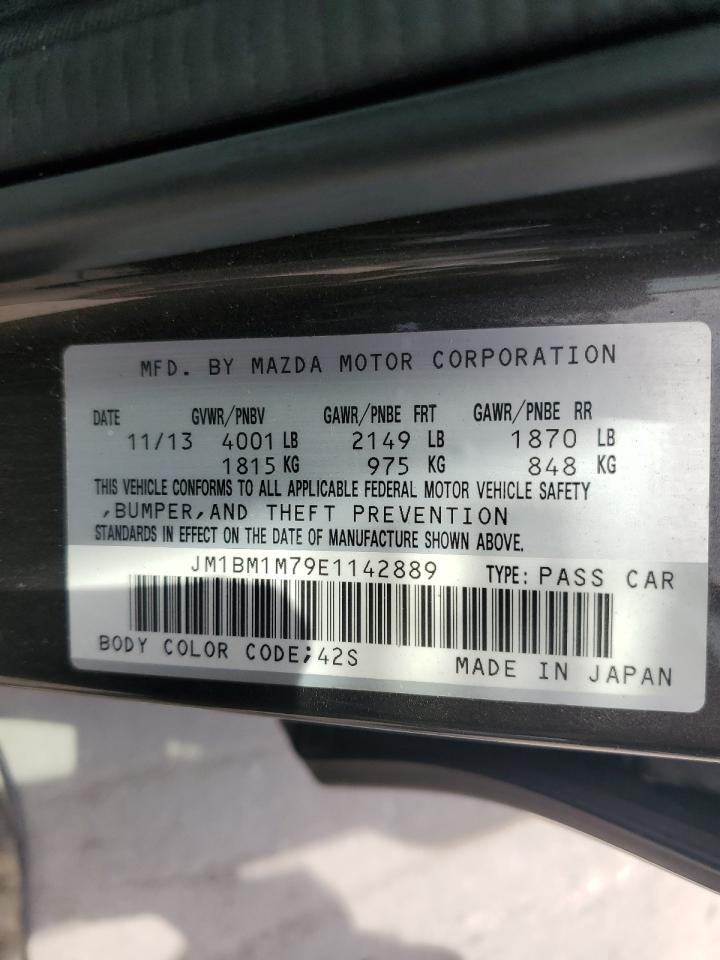 MFD. BY MAZDA MOTOR CORPORATION
DATE GVWR/PNBV GAWR/PNBE FRT GAWR/PNBE RR
11/13 4001 LB 2149 LB 1870 LB
1815 KG 975 KG 848 KG
THIS VEHICLE CONFORMS TO ALL APPLICABLE FEDERAL MOTOR VEHICLE SAFETY
,BUMPER,AND THEFT PREVENTION
STANDARDS IN EFFECT ON THE DATE OF MANUFACTURE SHOWN ABOVE.
JM1BM1M79E1142889 TYPE: PASS CAR
BODY COLOR CODE;42S MADE IN JAPAN